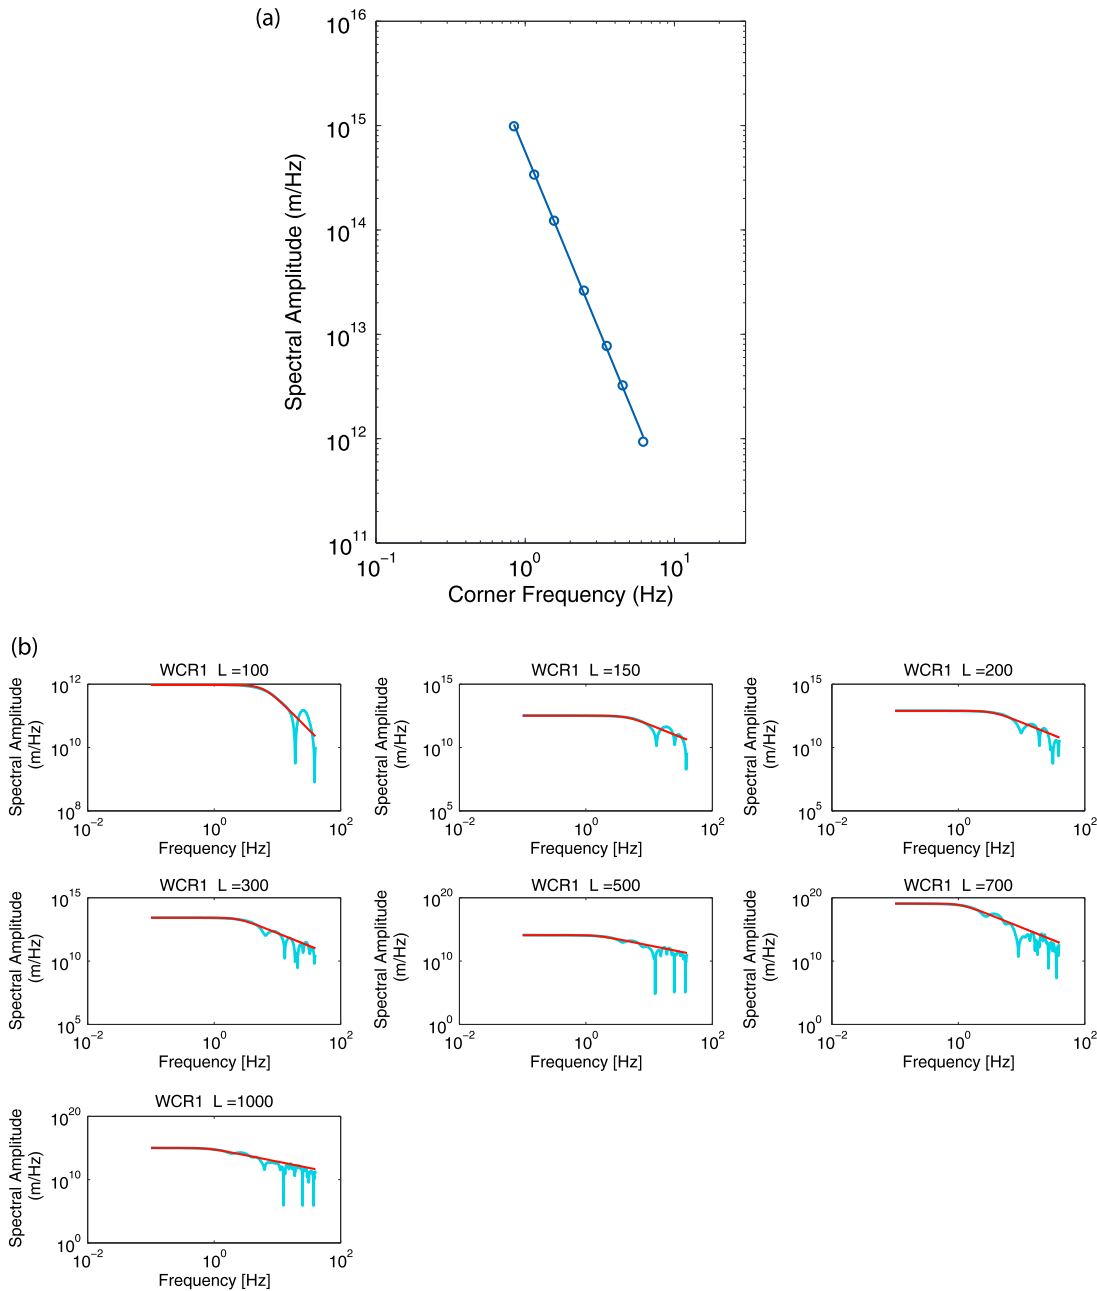 (a)
10^16
10^15
10^14
10^13
10^12
10^11
Spectral Amplitude (m/Hz)
10^−1
10^0
10^1
Corner Frequency (Hz)
(b)
WCR1 L =100
10^12
10^10
10^8
Spectral Amplitude
(m/Hz)
10^−2
10^0
10^2
Frequency [Hz]
WCR1 L =150
10^15
10^10
10^5
Spectral Amplitude
(m/Hz)
10^−2
10^0
10^2
Frequency [Hz]
WCR1 L =200
10^15
10^10
10^5
Spectral Amplitude
(m/Hz)
10^−2
10^0
10^2
Frequency [Hz]
WCR1 L =300
10^15
10^10
10^5
Spectral Amplitude
(m/Hz)
10^−2
10^0
10^2
Frequency [Hz]
WCR1 L =500
10^20
10^10
10^0
Spectral Amplitude
(m/Hz)
10^−2
10^0
10^2
Frequency [Hz]
WCR1 L =700
10^20
10^10
10^0
Spectral Amplitude
(m/Hz)
10^−2
10^0
10^2
Frequency [Hz]
WCR1 L =1000
10^20
10^10
10^0
Spectral Amplitude
(m/Hz)
10^−2
10^0
10^2
Frequency [Hz]